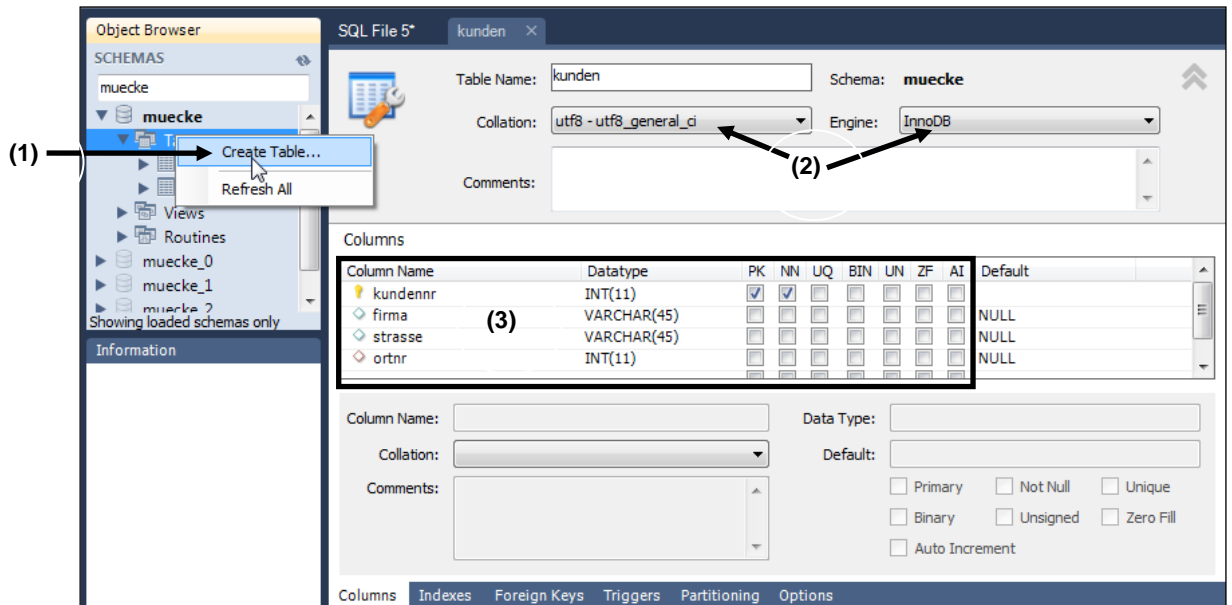 Object Browser
SCHEMAS
muecke
muecke
Create Table...
Refresh All
Views
Routines
muecke_0
muecke_1
muecke_2
Showing loaded schemas only
Information
(1)
SQL File 5*
kunden ×
Table Name: kunden Schema: muecke
Collation: utf8 - utf8_general_ci Engine: InnoDB
(2)
Comments:
Columns
Column Name Datatype PK NN UQ BIN UN ZF AI Default
kundennr INT(11)
firma VARCHAR(45) NULL
(3)
strasse VARCHAR(45) NULL
ortnr INT(11) NULL
Column Name: Data Type:
Collation: Default:
Comments: Primary Not Null Unique
Binary Unsigned Zero Fill
Auto Increment
Columns Indexes Foreign Keys Triggers Partitioning Options